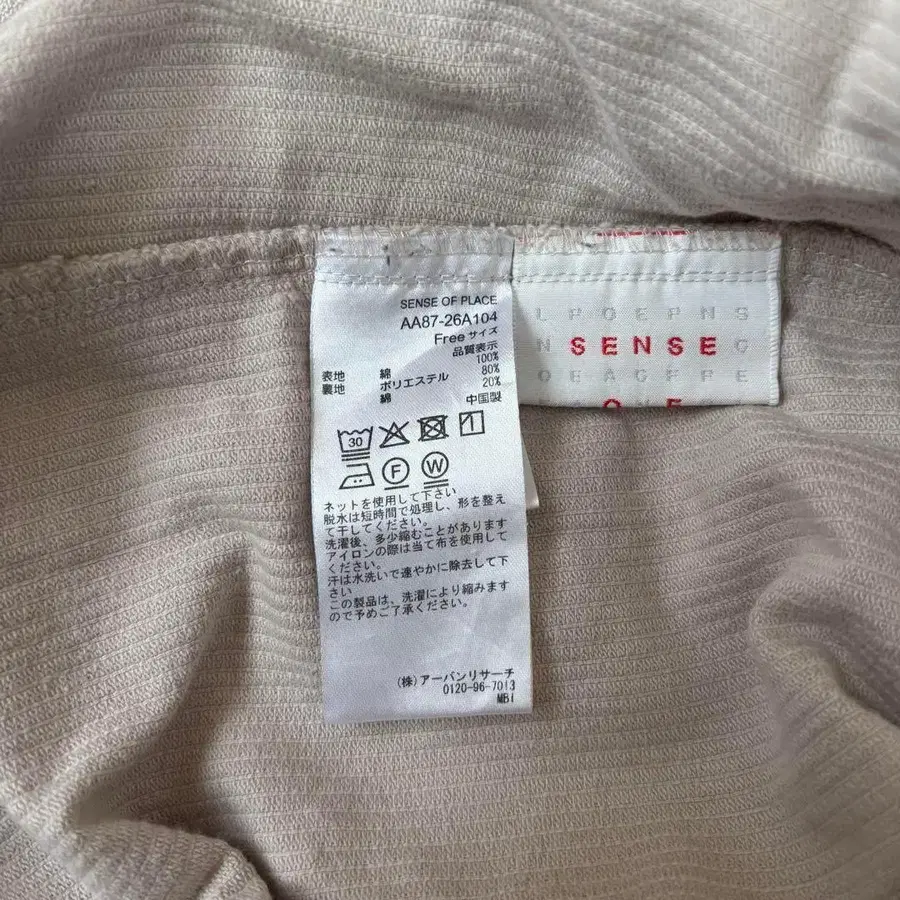 SENSE OF PLACE
AA87-26A104
Freeサイズ
品質表示
100%
表地 綿 80%
裏地 ポリエステル 20%
綿
中国製
30
F W
ネットを使用して下さい
脱水は短時間で処理し、形を整え
て干してください。
洗濯後、多少縮むことがあります
アイロンの際は当て布を使用して
ください。
汗は水洗いで速やかに除去して下
さい
この製品は、洗濯により縮みます
ので予めご了承ください。
(株)アーバンリサーチ
0120-96-7013
MB1
L P O E P N S
N SENSE C
O E A C F F E